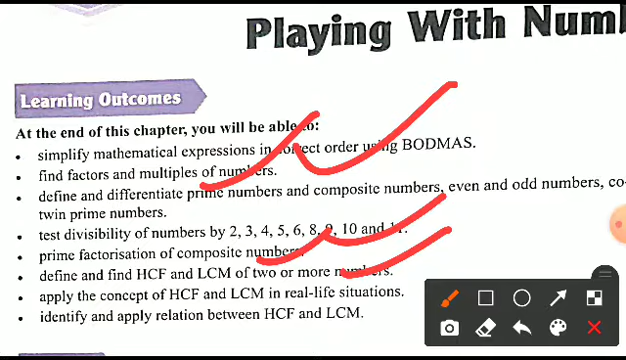 Playing With Num
Learning Outcomes
At the end of this chapter, you will be able to:
• simplify mathematical expressions in correct order using BODMAS.
• find factors and multiples of numbers.
• define and differentiate prime numbers and composite numbers, even and odd numbers, co-
twin prime numbers.
• test divisibility of numbers by 2, 3, 4, 5, 6, 8, 9, 10 and 11.
• prime factorisation of composite numbers.
• define and find HCF and LCM of two or more numbers.
• apply the concept of HCF and LCM in real-life situations.
• identify and apply relation between HCF and LCM.